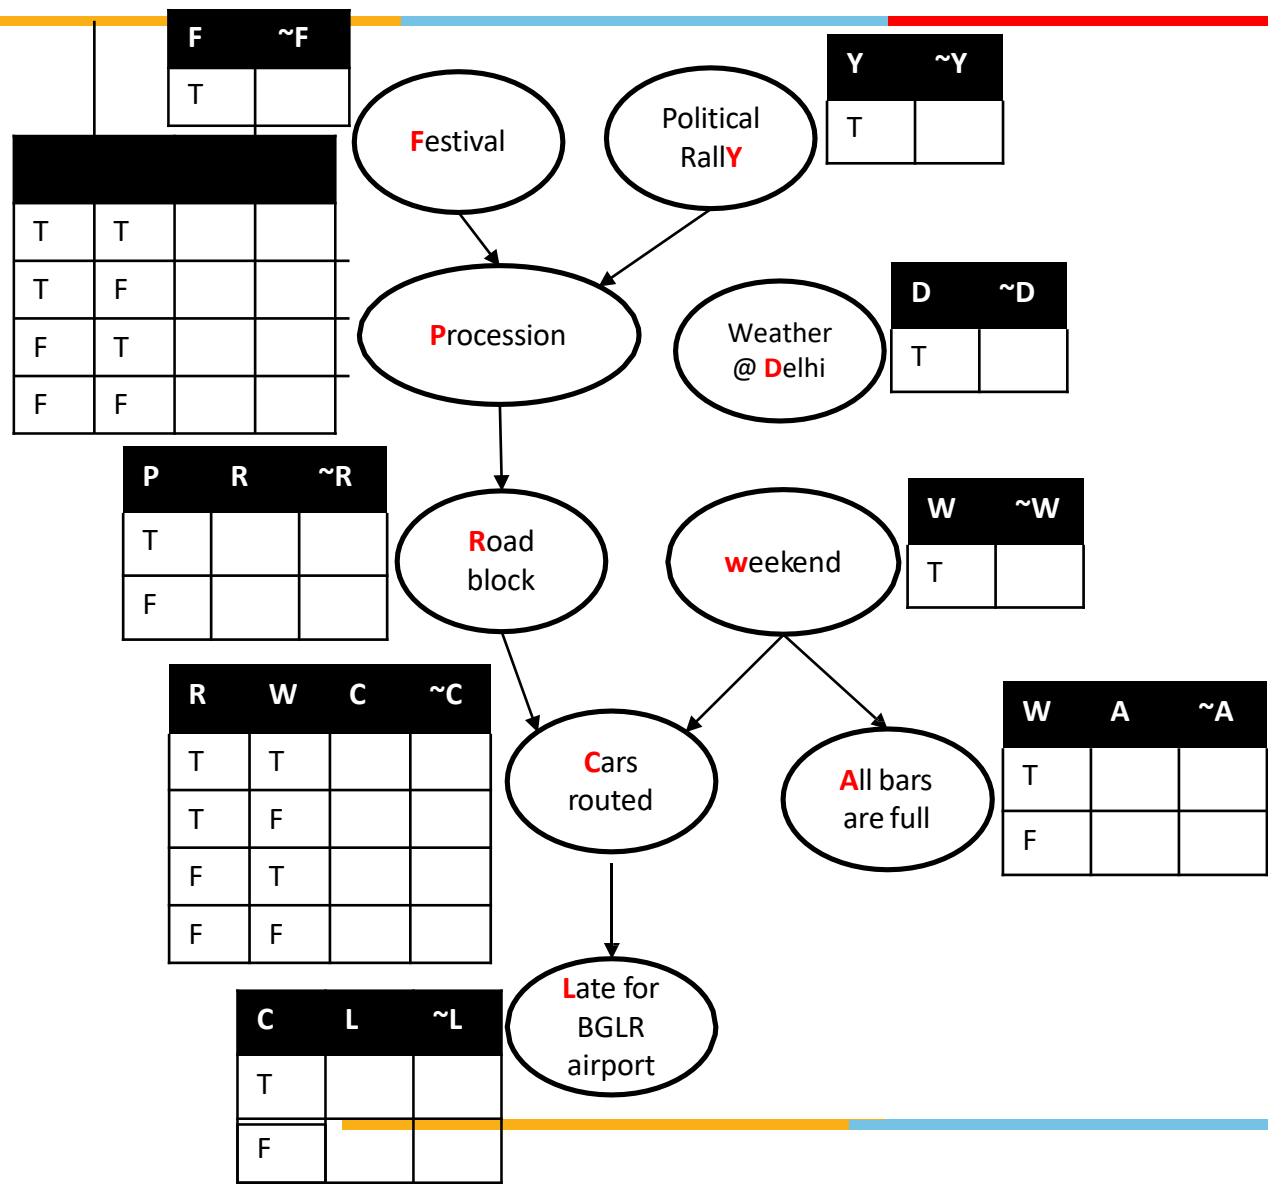 F ~F
T
Festival
Political
RallY
Y ~Y
T
T T
T F
F T
F F
Procession
Weather
@ Delhi
D ~D
T
P R ~R
T
F
Road
block
weekend
W ~W
T
R W C ~C
T T
T F
F T
F F
Cars
routed
All bars
are full
W A ~A
T
F
C L ~L
T
F
Late for
BGLR
airport